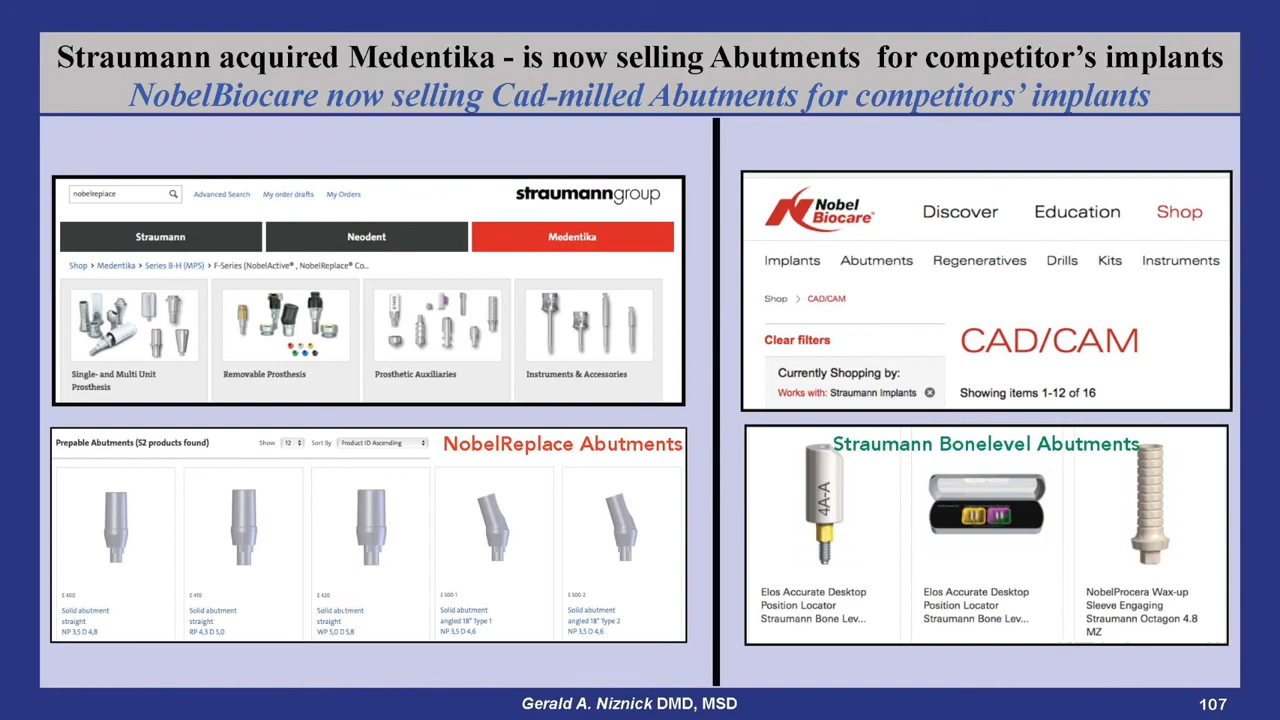 Straumann acquired Medentika - is now selling Abutments for competitor's implants
NobelBiocare now selling Cad-milled Abutments for competitors' implants
nobelreplace
Advanced Search
My order drafts
My Orders
straumanngroup
Straumann
Neodent
Medentika
Shop > Medentika > Series B-H (MPS) > F-Series (NobelActive®, NobelReplace Co...
Single- and Multi Unit
Prosthesis
Removable Prosthesis
Prosthetic Auxiliaries
Instruments & Accessories
Prepable Abutments (52 products found)
Show 12
Sort By Product ID Ascending
NobelReplace Abutments
E 400
Solid abutment
straight
NP 3,5 D 4,8
E 410
Solid abutment
straight
RP 4,3 D 5,0
E 420
Solid abutment
straight
WP 5,0 D 5,8
E 500-1
Solid abutment
angled 18° Type 1
NP 3,5 D 4,6
E 500-2
Solid abutment
angled 18° Type 2
NP 3,5 D 4,6
Nobel
Biocare®
Discover
Education
Shop
Implants
Abutments
Regeneratives
Drills
Kits
Instruments
Shop > CAD/CAM
Clear filters
CAD/CAM
Currently Shopping by:
Works with: Straumann Implants
Showing items 1-12 of 16
Straumann Bonelevel Abutments
4A-A
Elos Accurate Desktop
Position Locator
Straumann Bone Lev...
Elos Accurate Desktop
Position Locator
Straumann Bone Lev...
NobelProcera Wax-up
Sleeve Engaging
Straumann Octagon 4.8
MZ
Gerald A. Niznick DMD, MSD
107